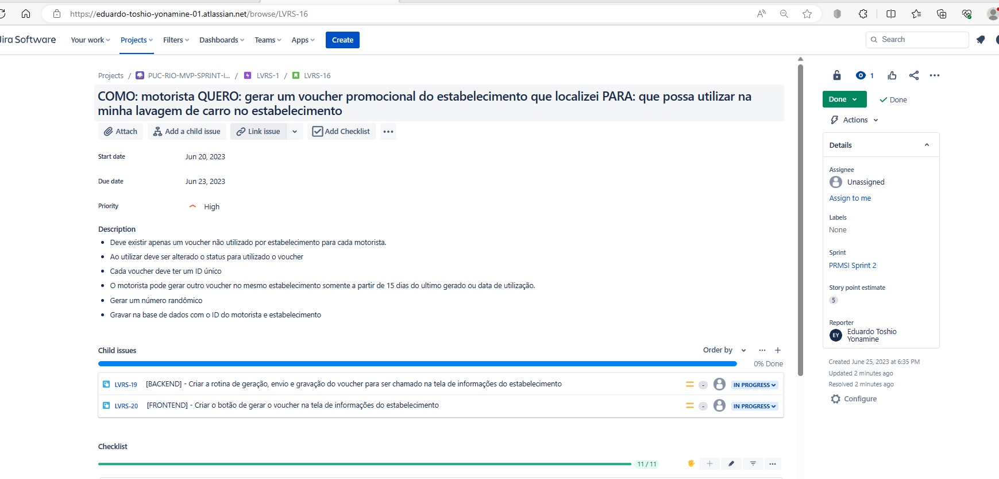 https://eduardo-toshio-yonamine-01.atlassian.net/browse/LVRS-16
Jira Software Your work Projects Filters Dashboards Teams Apps Create Search
Projects / PUC-RIO-MVP-SPRINT-I... / LVRS-1 / LVRS-16
COMO: motorista QUERO: gerar um voucher promocional do estabelecimento que localizei PARA: que possa utilizar na
minha lavagem de carro no estabelecimento
Attach Add a child issue Link issue Add Checklist
Start date Jun 20, 2023
Due date Jun 23, 2023
Priority High
Description
Deve existir apenas um voucher não utilizado por estabelecimento para cada motorista.
Ao utilizar deve ser alterado o status para utilizado o voucher
Cada voucher deve ter um ID único
O motorista pode gerar outro voucher no mesmo estabelecimento somente a partir de 15 dias do ultimo gerado ou data de utilização.
Gerar um número randômico
Gravar na base de dados com o ID do motorista e estabelecimento
Child issues Order by
0% Done
LVRS-19 [BACKEND] - Criar a rotina de geração, envio e gravação do voucher para ser chamado na tela de informações do estabelecimento - IN PROGRESS
LVRS-20 [FRONTEND] - Criar o botão de gerar o voucher na tela de informações do estabelecimento - IN PROGRESS
Checklist
11 / 11
1
Done Done
Actions
Details
Assignee
Unassigned
Assign to me
Labels
None
Sprint
PRMSI Sprint 2
Story point estimate
5
Reporter
EY Eduardo Toshio
Yonamine
Created June 25, 2023 at 6:35 PM
Updated 2 minutes ago
Resolved 2 minutes ago
Configure